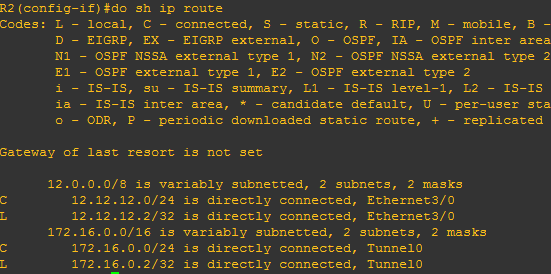 R2(config-if)#do sh ip route
Codes: L - local, C - connected, S - static, R - RIP, M - mobile, B -
       D - EIGRP, EX - EIGRP external, O - OSPF, IA - OSPF inter area
       N1 - OSPF NSSA external type 1, N2 - OSPF NSSA external type 2
       E1 - OSPF external type 1, E2 - OSPF external type 2
       i - IS-IS, su - IS-IS summary, L1 - IS-IS level-1, L2 - IS-IS
       ia - IS-IS inter area, * - candidate default, U - per-user sta
       o - ODR, P - periodic downloaded static route, + - replicated
Gateway of last resort is not set
      12.0.0.0/8 is variably subnetted, 2 subnets, 2 masks
C        12.12.12.0/24 is directly connected, Ethernet3/0
L        12.12.12.2/32 is directly connected, Ethernet3/0
      172.16.0.0/16 is variably subnetted, 2 subnets, 2 masks
C        172.16.0.0/24 is directly connected, Tunnel0
L        172.16.0.2/32 is directly connected, Tunnel0